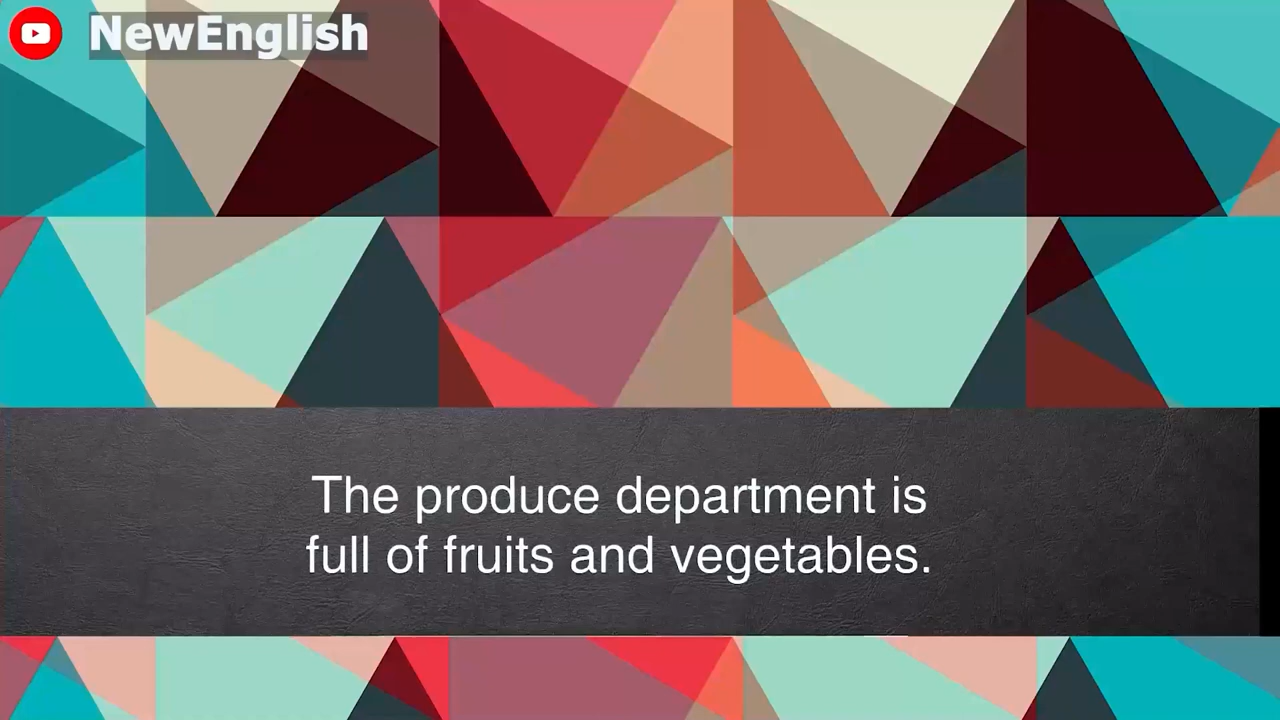 NewEnglish
The produce department is
full of fruits and vegetables.